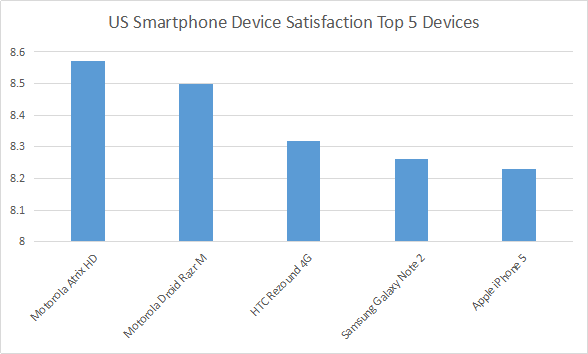 US Smartphone Device Satisfaction Top 5 Devices
8.6
8.5
8.4
8.3
8.2
8.1
8
Motorola Atrix HD
Motorola Droid Razr M
HTC Rezound 4G
Samsung Galaxy Note 2
Apple iPhone 5